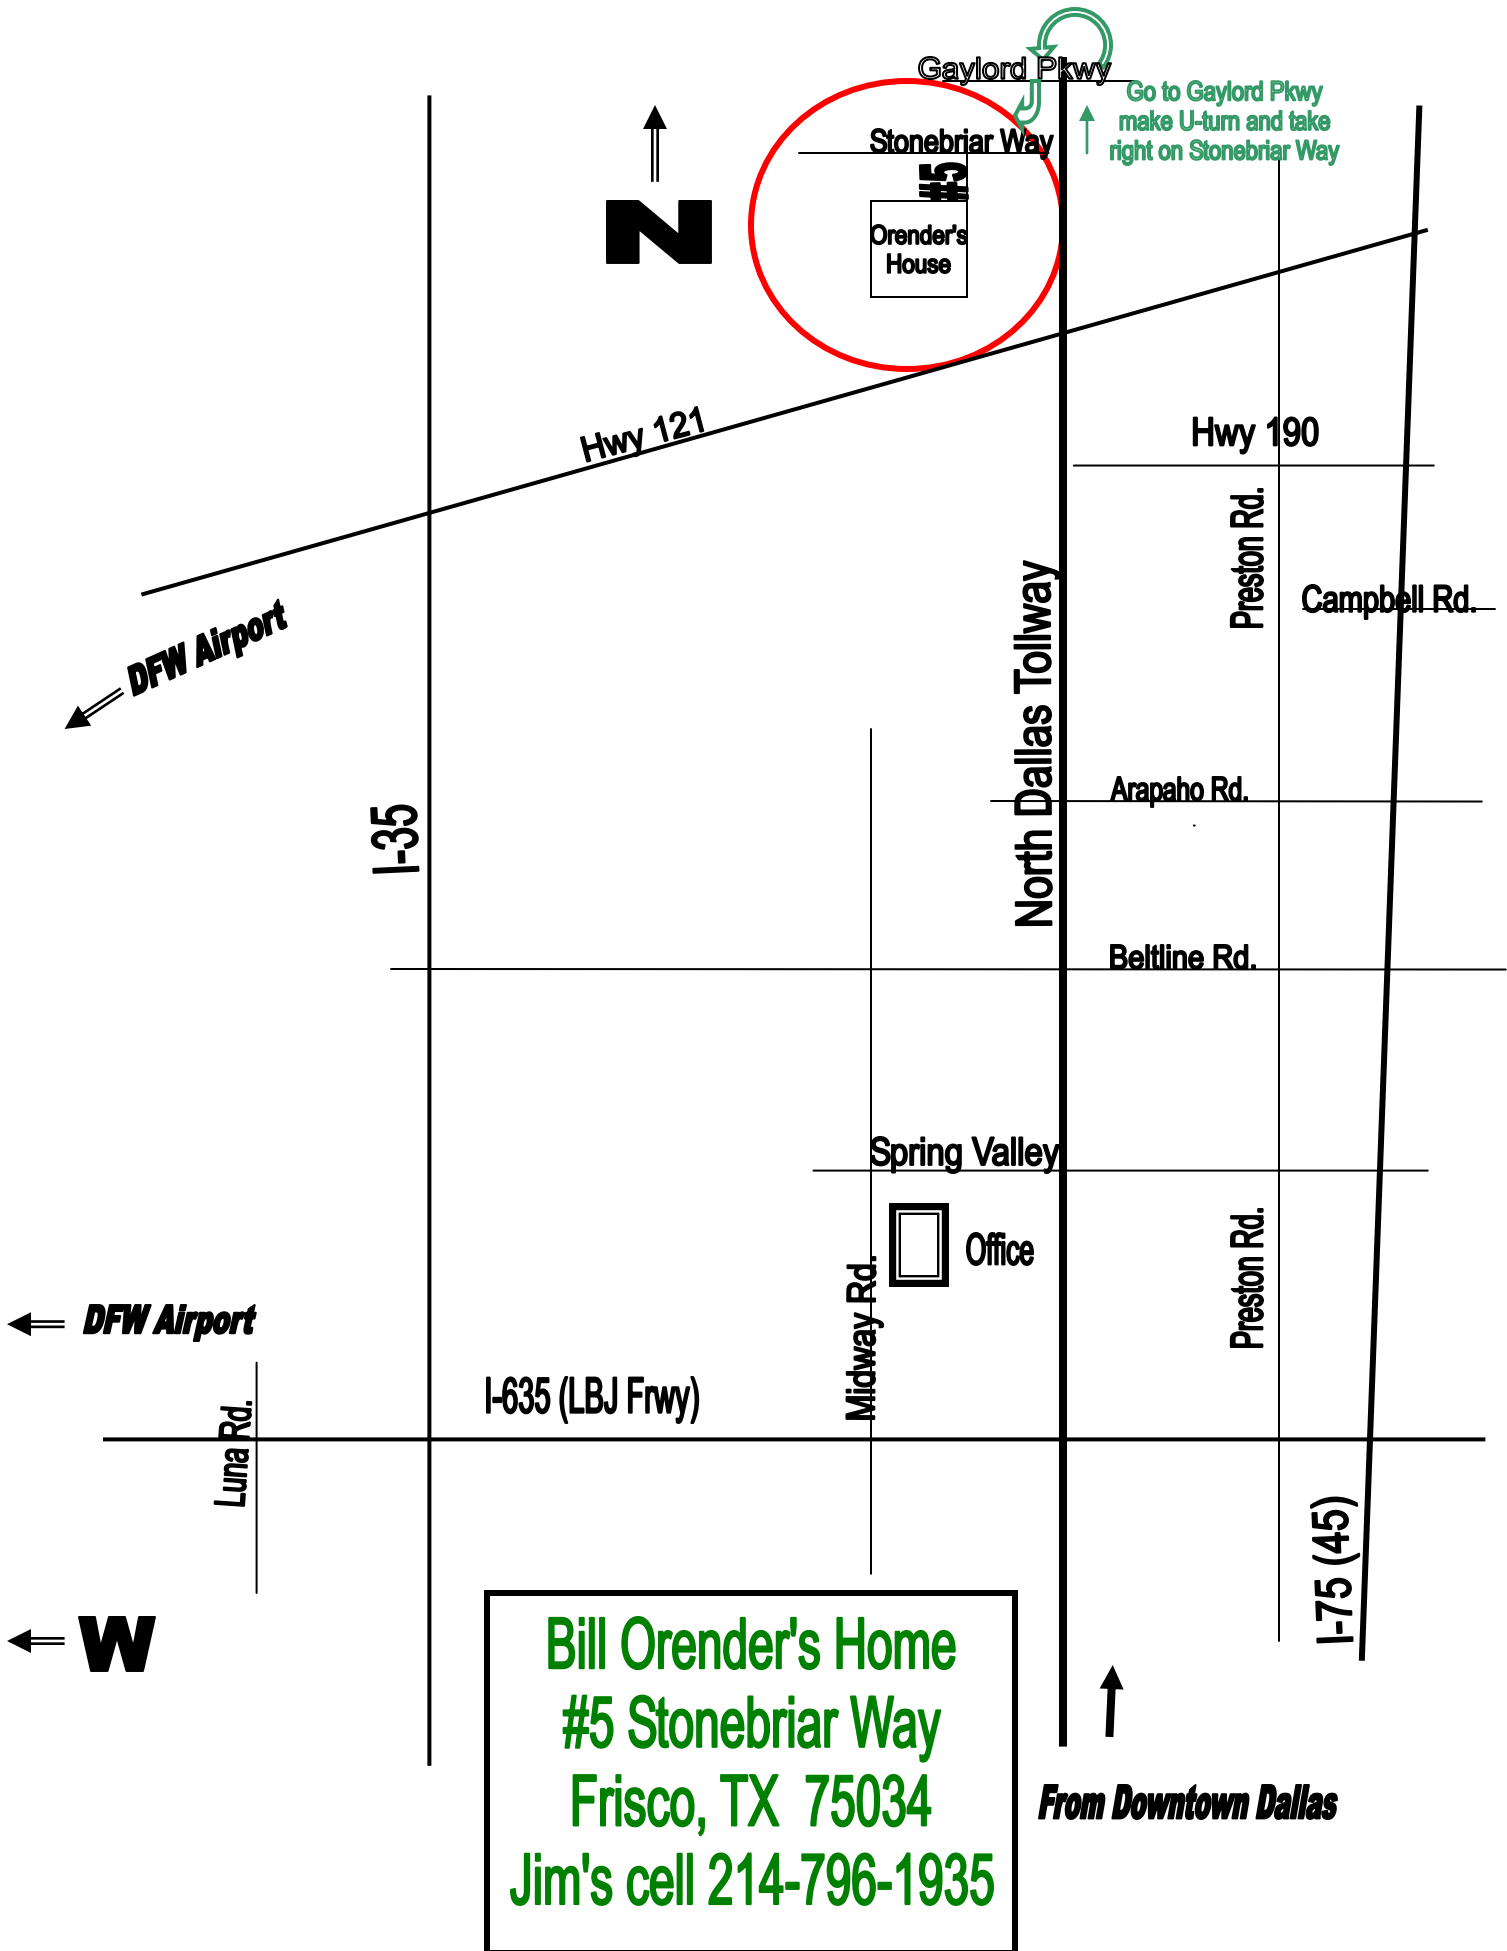 Gaylord Pkwy
Go to Gaylord Pkwy
make U-turn and take
right on Stonebriar Way
Stonebriar Way
#5
N
Orender's
House
Hwy 121
Hwy 190
Preston Rd.
Campbell Rd.
DFW Airport
North Dallas Tollway
Arapaho Rd.
I-35
Beltline Rd.
Spring Valley
Office
Midway Rd.
Preston Rd.
DFW Airport
I-635 (LBJ Frwy)
Luna Rd.
I-75 (45)
W
Bill Orender's Home
#5 Stonebriar Way
Frisco, TX  75034
Jim's cell 214-796-1935
From Downtown Dallas